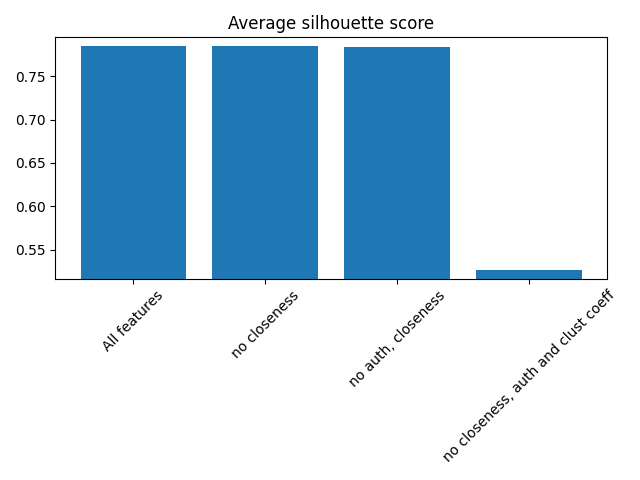 Average silhouette score
0.75
0.70
0.65
0.60
0.55
All features
no closeness
no auth, closeness
no closeness, auth and clust coeff